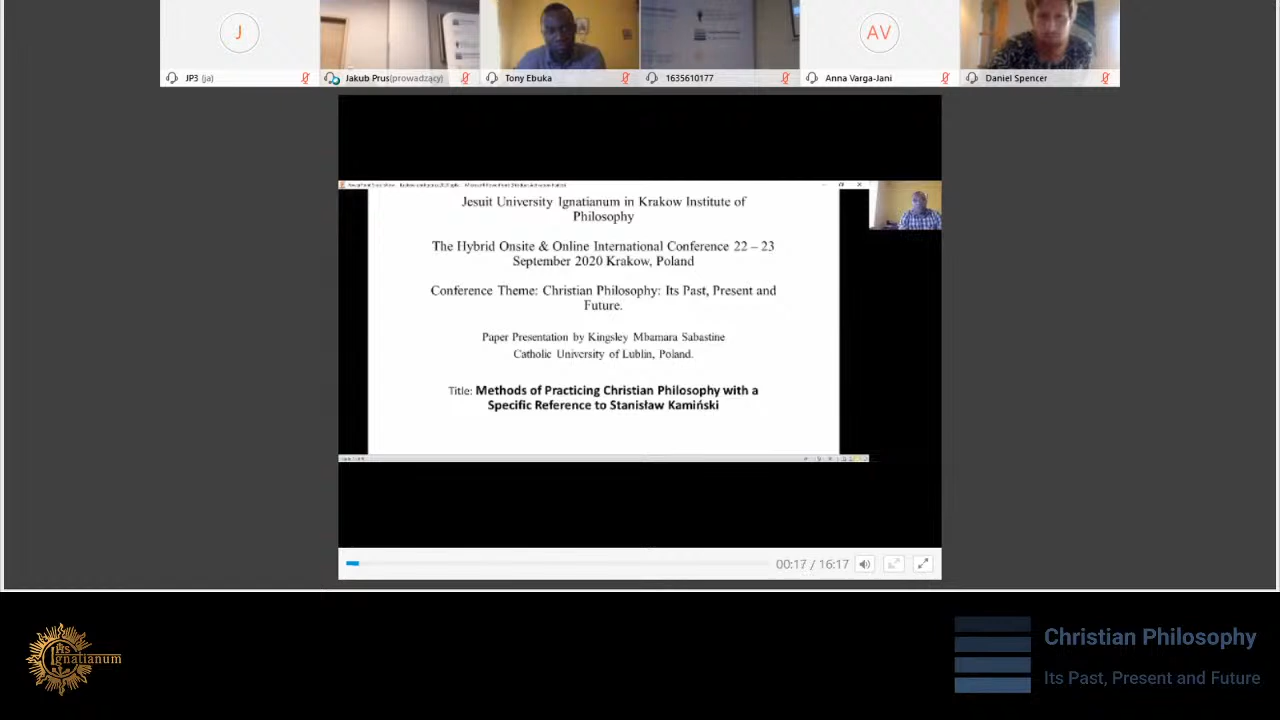 J
AV
JP3 (ja)
Jakub Prus(prowadzący)
Tony Ebuka
1635610177
Anna Varga-Jani
Daniel Spencer
Jesuit University Ignatianum in Krakow Institute of
Philosophy
The Hybrid Onsite & Online International Conference 22 – 23
September 2020 Krakow, Poland
Conference Theme: Christian Philosophy: Its Past, Present and
Future.
Paper Presentation by Kingsley Mbamara Sabastine
Catholic University of Lublin, Poland.
Title: Methods of Practicing Christian Philosophy with a
Specific Reference to Stanisław Kamiński
00:17 / 16:17
Ignatianum
Christian Philosophy
Its Past, Present and Future